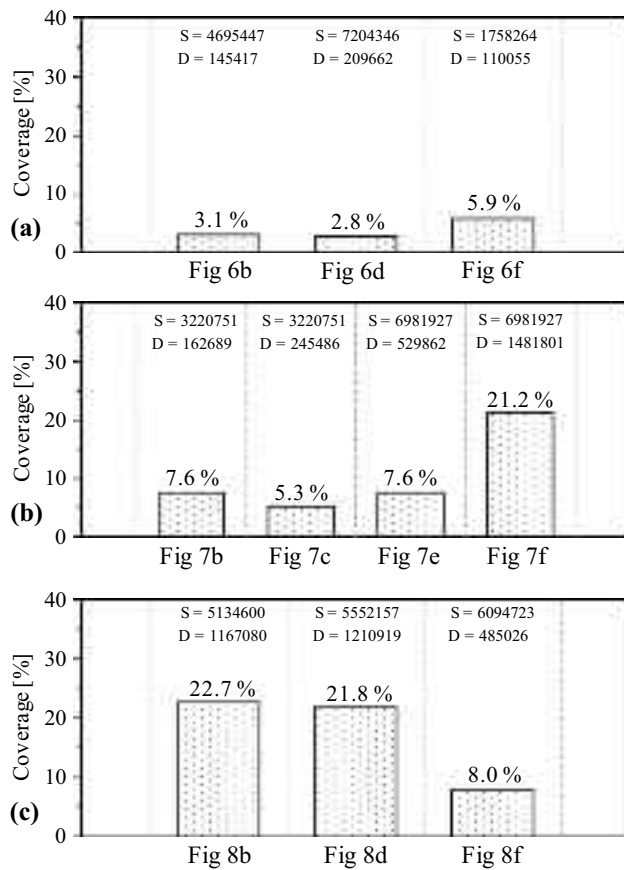 40
30
20
10
0
Coverage [%]
(a)
S = 4695447
D = 145417
S = 7204346
D = 209662
S = 1758264
D = 110055
3.1 %
2.8 %
5.9 %
Fig 6b
Fig 6d
Fig 6f
40
30
20
10
0
Coverage [%]
(b)
S = 3220751
D = 162689
S = 3220751
D = 245486
S = 6981927
D = 529862
S = 6981927
D = 1481801
7.6 %
5.3 %
7.6 %
21.2 %
Fig 7b
Fig 7c
Fig 7e
Fig 7f
40
30
20
10
0
Coverage [%]
(c)
S = 5134600
D = 1167080
S = 5552157
D = 1210919
S = 6094723
D = 485026
22.7 %
21.8 %
8.0 %
Fig 8b
Fig 8d
Fig 8f